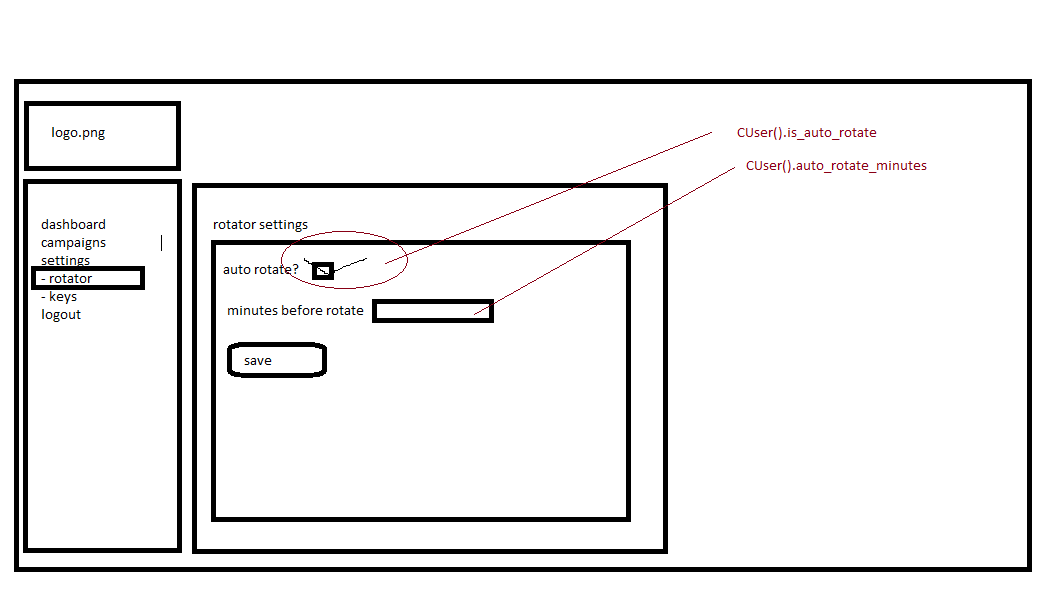 logo.png
CUser().is_auto_rotate
CUser().auto_rotate_minutes
dashboard
campaigns
settings
- rotator
- keys
logout
rotator settings
auto rotate?
minutes before rotate
save